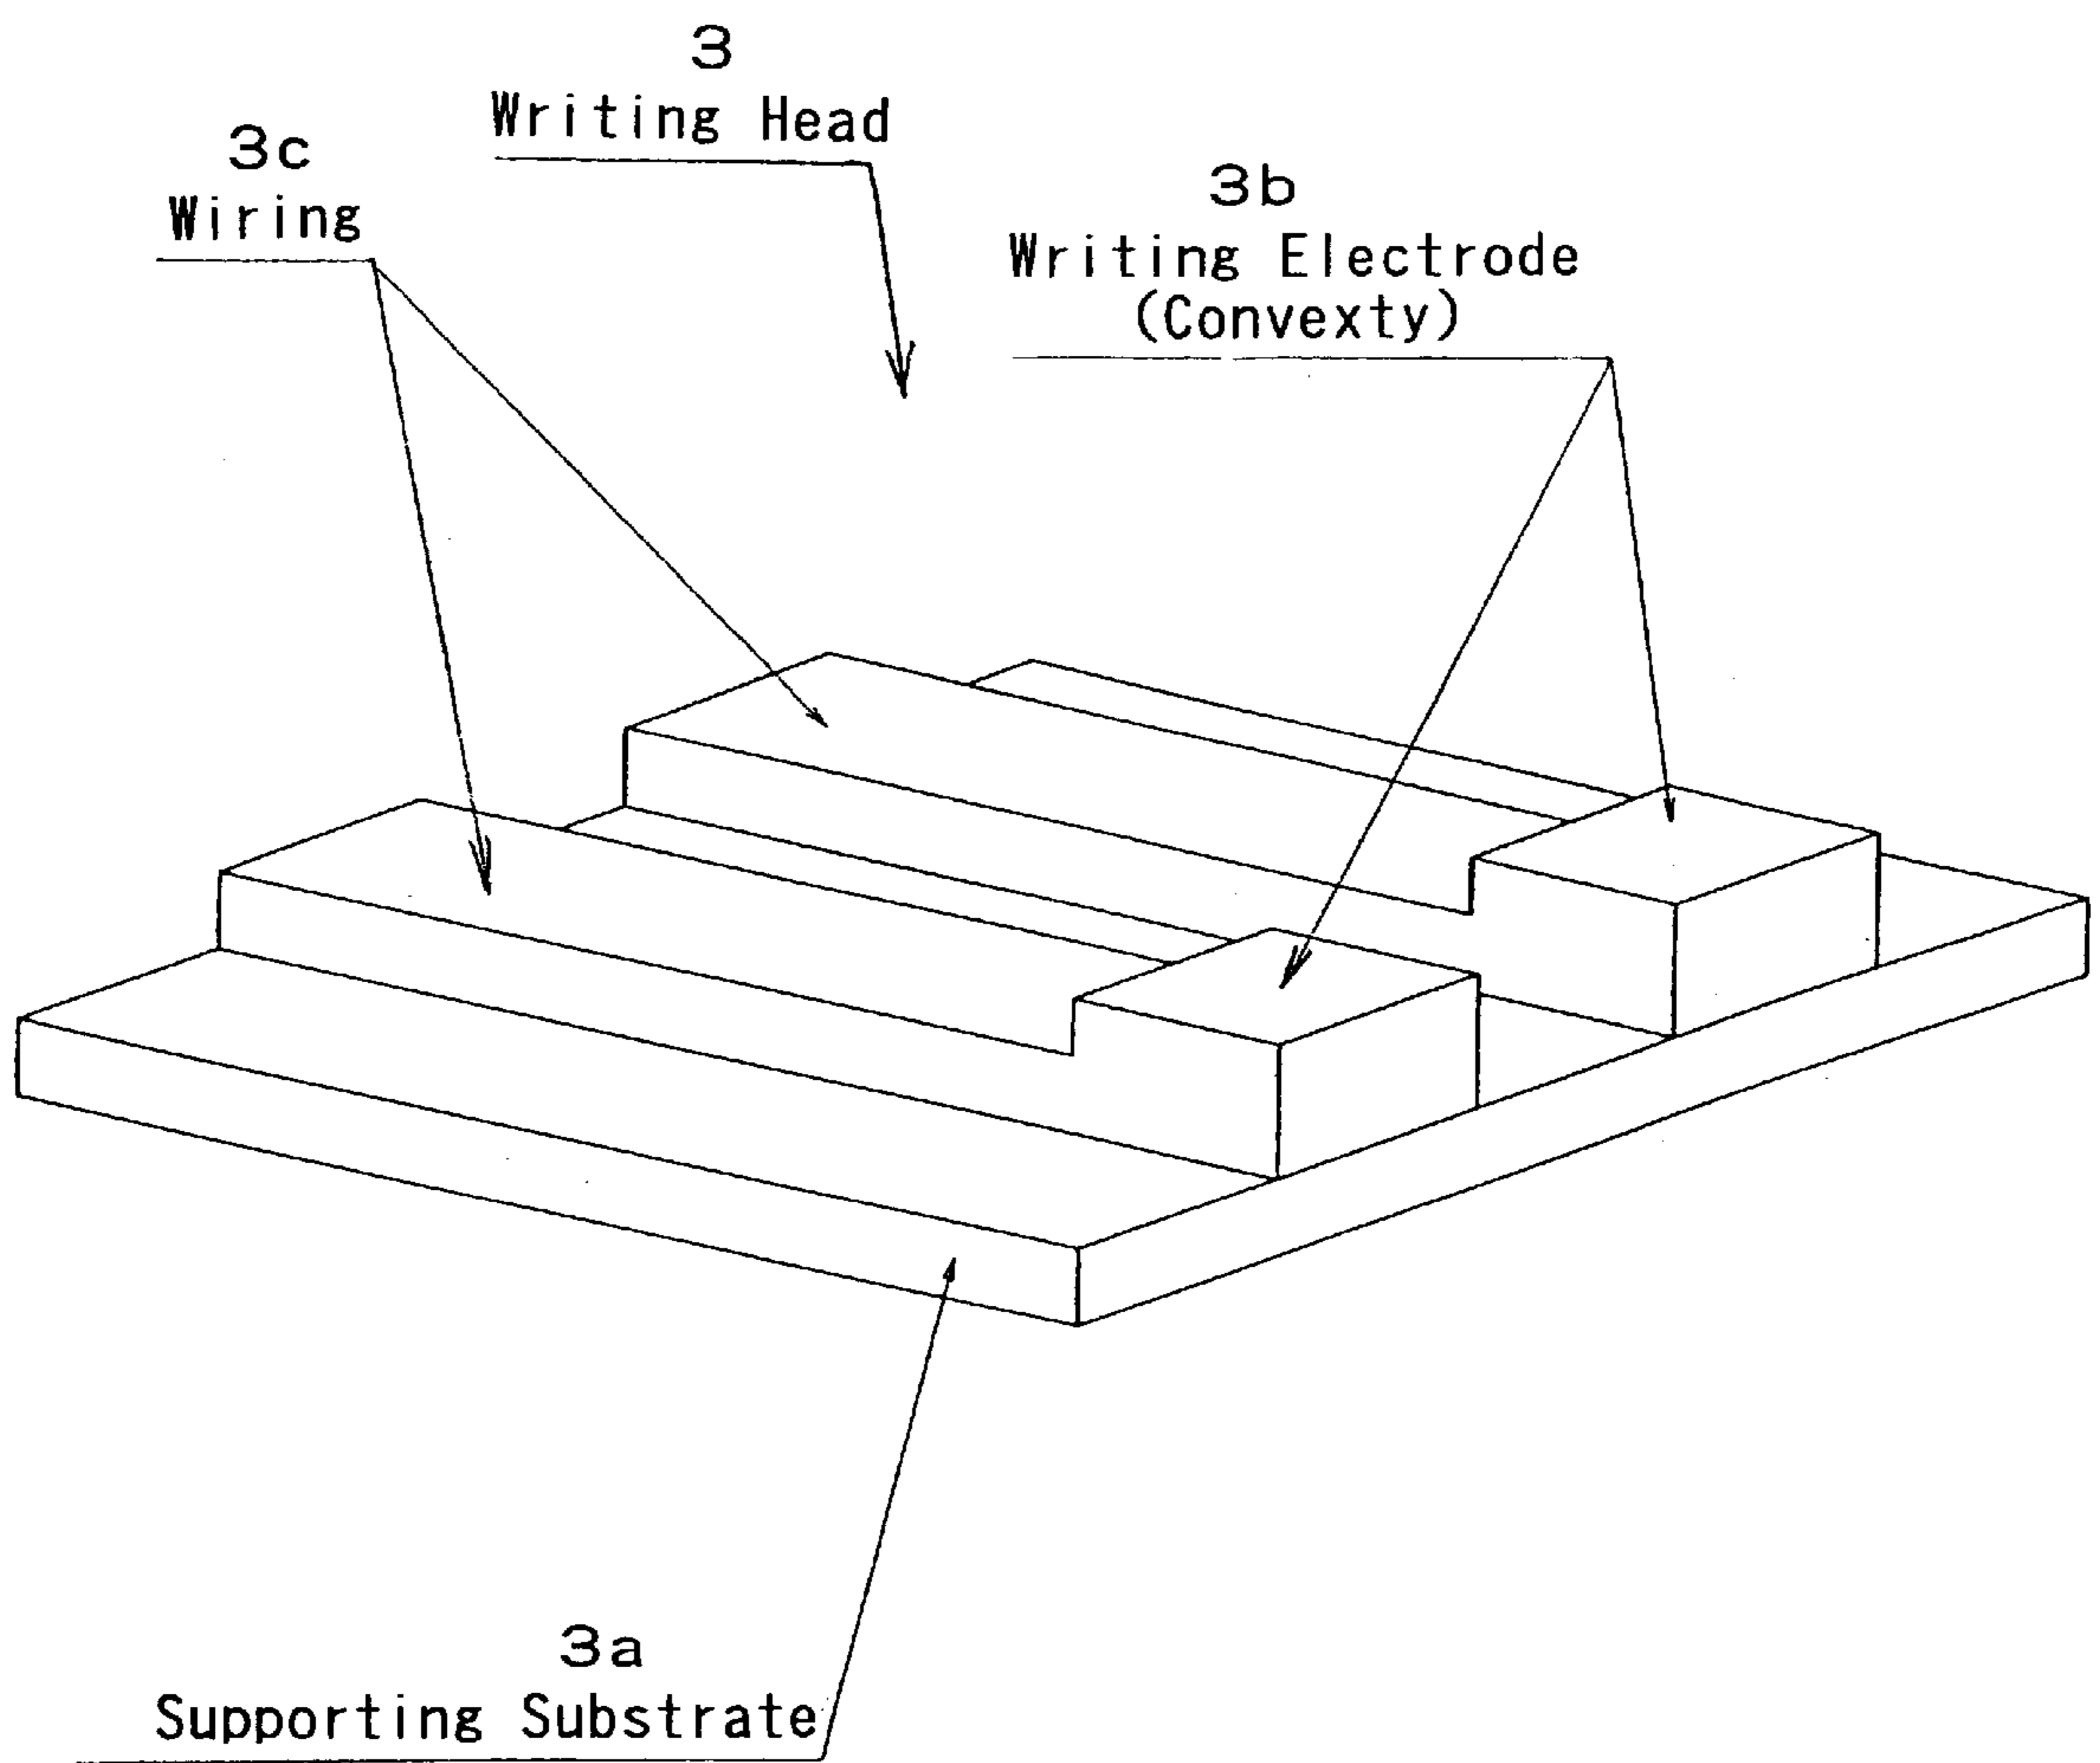 3
Writing Head
3c
Wiring
3b
Writing Electrode
(Convexty)
3a
Supporting Substrate